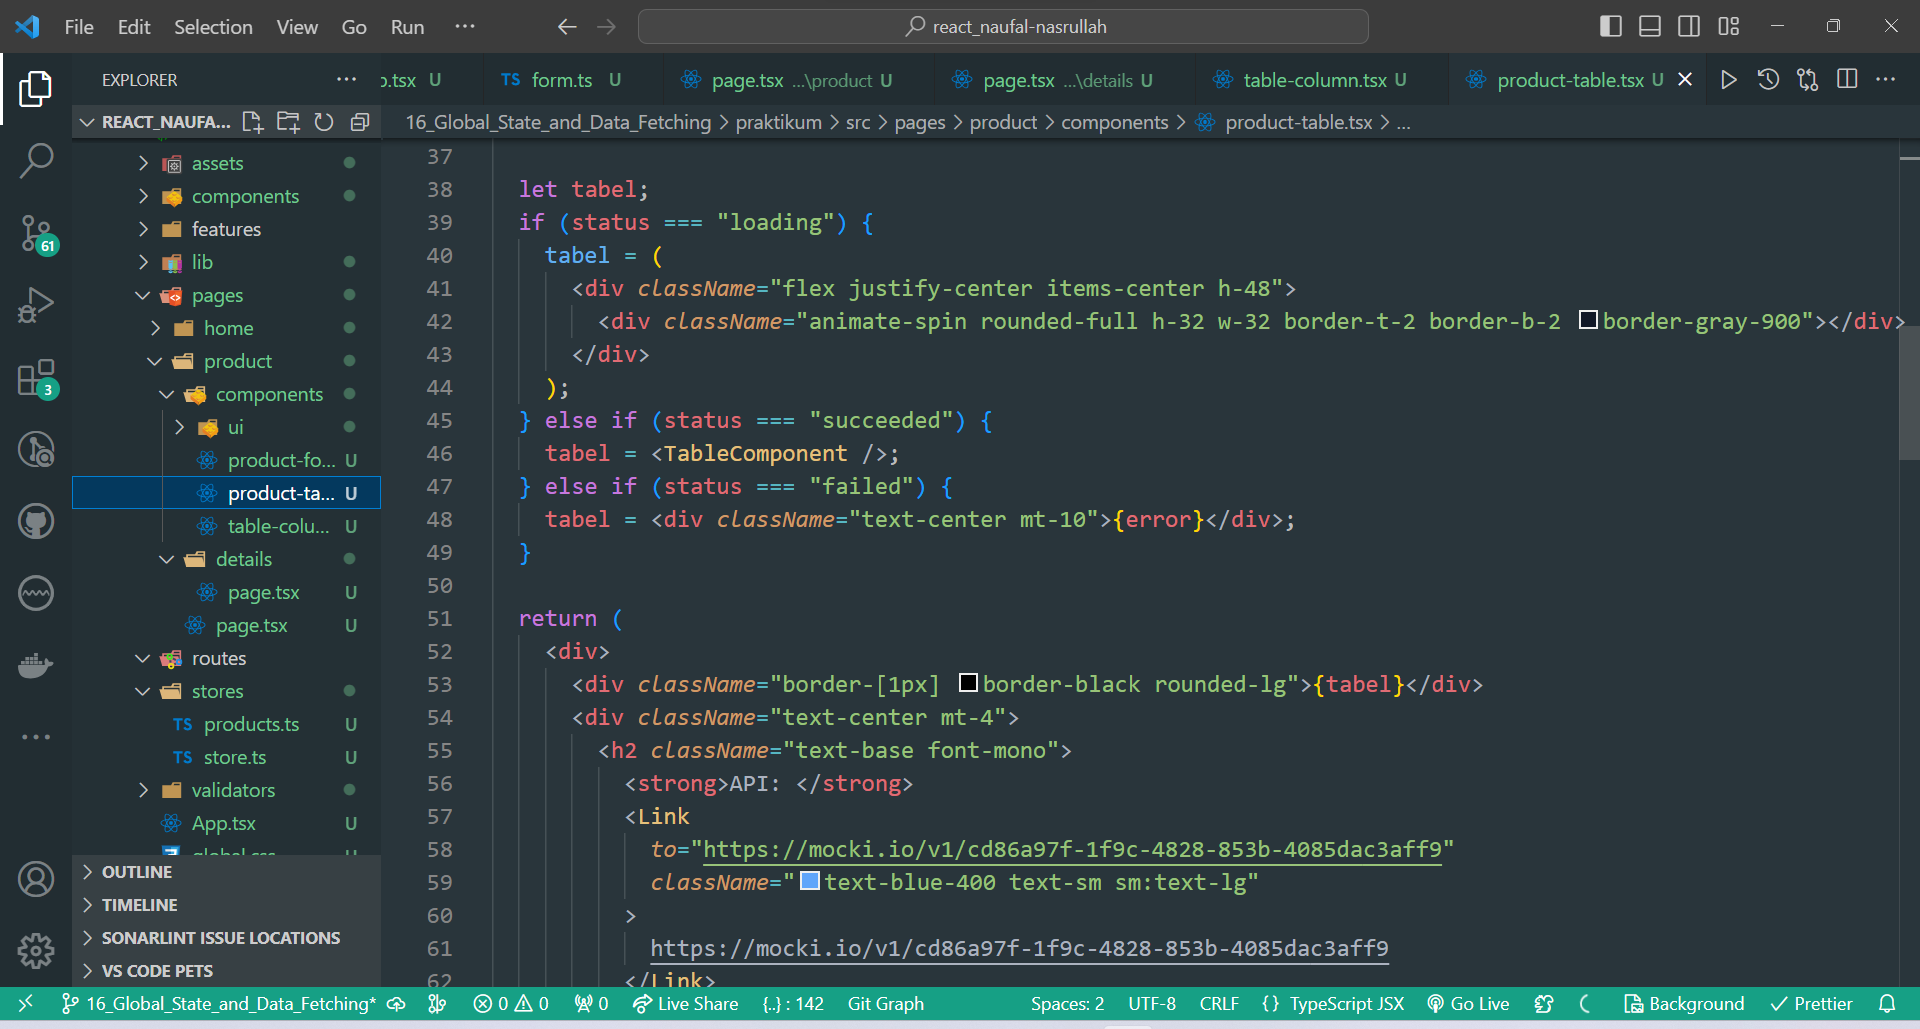 File Edit Selection View Go Run ···
react_naufal-nasrullah
EXPLORER
.tsx U
TS form.ts U
page.tsx ...\product U
page.tsx ...\details U
table-column.tsx U
product-table.tsx U
REACT_NAUFA...
16_Global_State_and_Data_Fetching > praktikum > src > pages > product > components > product-table.tsx > ...
assets
components
features
lib
pages
home
product
components
ui
product-fo... U
product-ta... U
table-colu... U
details
page.tsx U
page.tsx U
routes
stores
TS products.ts U
TS store.ts U
validators
App.tsx U
global.css U
OUTLINE
TIMELINE
SONARLINT ISSUE LOCATIONS
VS CODE PETS
61
3
37
38 let tabel;
39 if (status === "loading") {
40 tabel = (
41 <div className="flex justify-center items-center h-48">
42 <div className="animate-spin rounded-full h-32 w-32 border-t-2 border-b-2 border-gray-900"></div>
43 </div>
44 );
45 } else if (status === "succeeded") {
46 tabel = <TableComponent />;
47 } else if (status === "failed") {
48 tabel = <div className="text-center mt-10">{error}</div>;
49 }
50
51 return (
52 <div>
53 <div className="border-[1px] border-black rounded-lg">{tabel}</div>
54 <div className="text-center mt-4">
55 <h2 className="text-base font-mono">
56 <strong>API: </strong>
57 <Link
58 to="https://mocki.io/v1/cd86a97f-1f9c-4828-853b-4085dac3aff9"
59 className="text-blue-400 text-sm sm:text-lg"
60 >
61 https://mocki.io/v1/cd86a97f-1f9c-4828-853b-4085dac3aff9
62 </Link>
16_Global_State_and_Data_Fetching* 0 0 0 Live Share {..} : 142 Git Graph Spaces: 2 UTF-8 CRLF {} TypeScript JSX Go Live Background Prettier